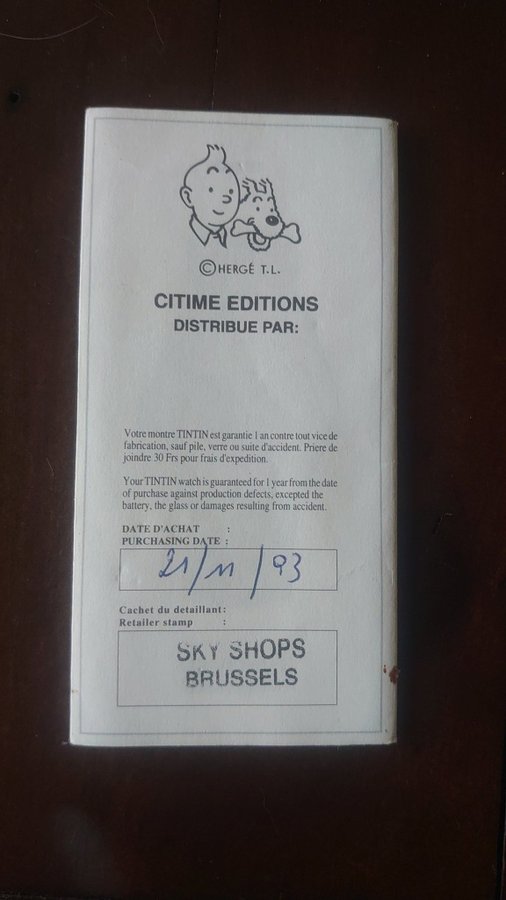 ©HERGÉ T.L.
CITIME EDITIONS
DISTRIBUE PAR:
Votre montre TINTIN est garantie 1 an contre tout vice de
fabrication, sauf pile, verre ou suite d'accident. Priere de
joindre 30 Frs pour frais d'expedition.
Your TINTIN watch is guaranteed for 1 year from the date
of purchase against production defects, excepted the
battery, the glass or damages resulting from accident.
DATE D'ACHAT :
PURCHASING DATE :
21/11/93
Cachet du detaillant:
Retailer stamp :
SKY SHOPS
BRUSSELS